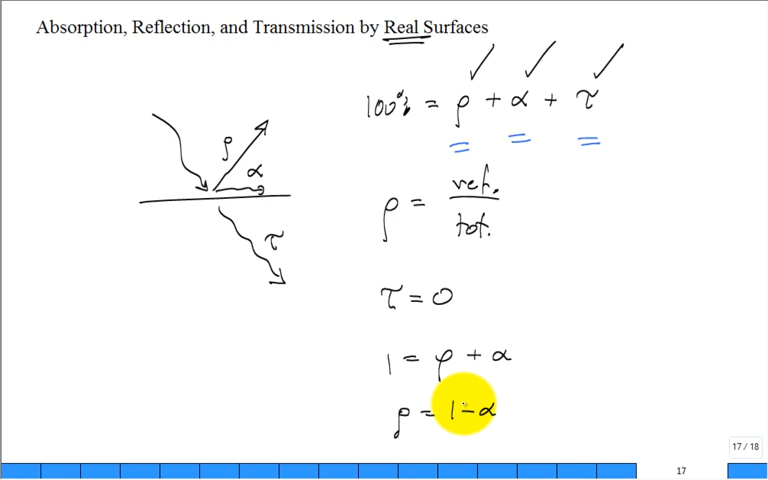 Absorption, Reflection, and Transmission by Real Surfaces
100% = ρ + α + τ
ρ
α
τ
ρ = ref. / tot.
τ = 0
1 = ρ + α
ρ = 1 - α
17 / 18
17